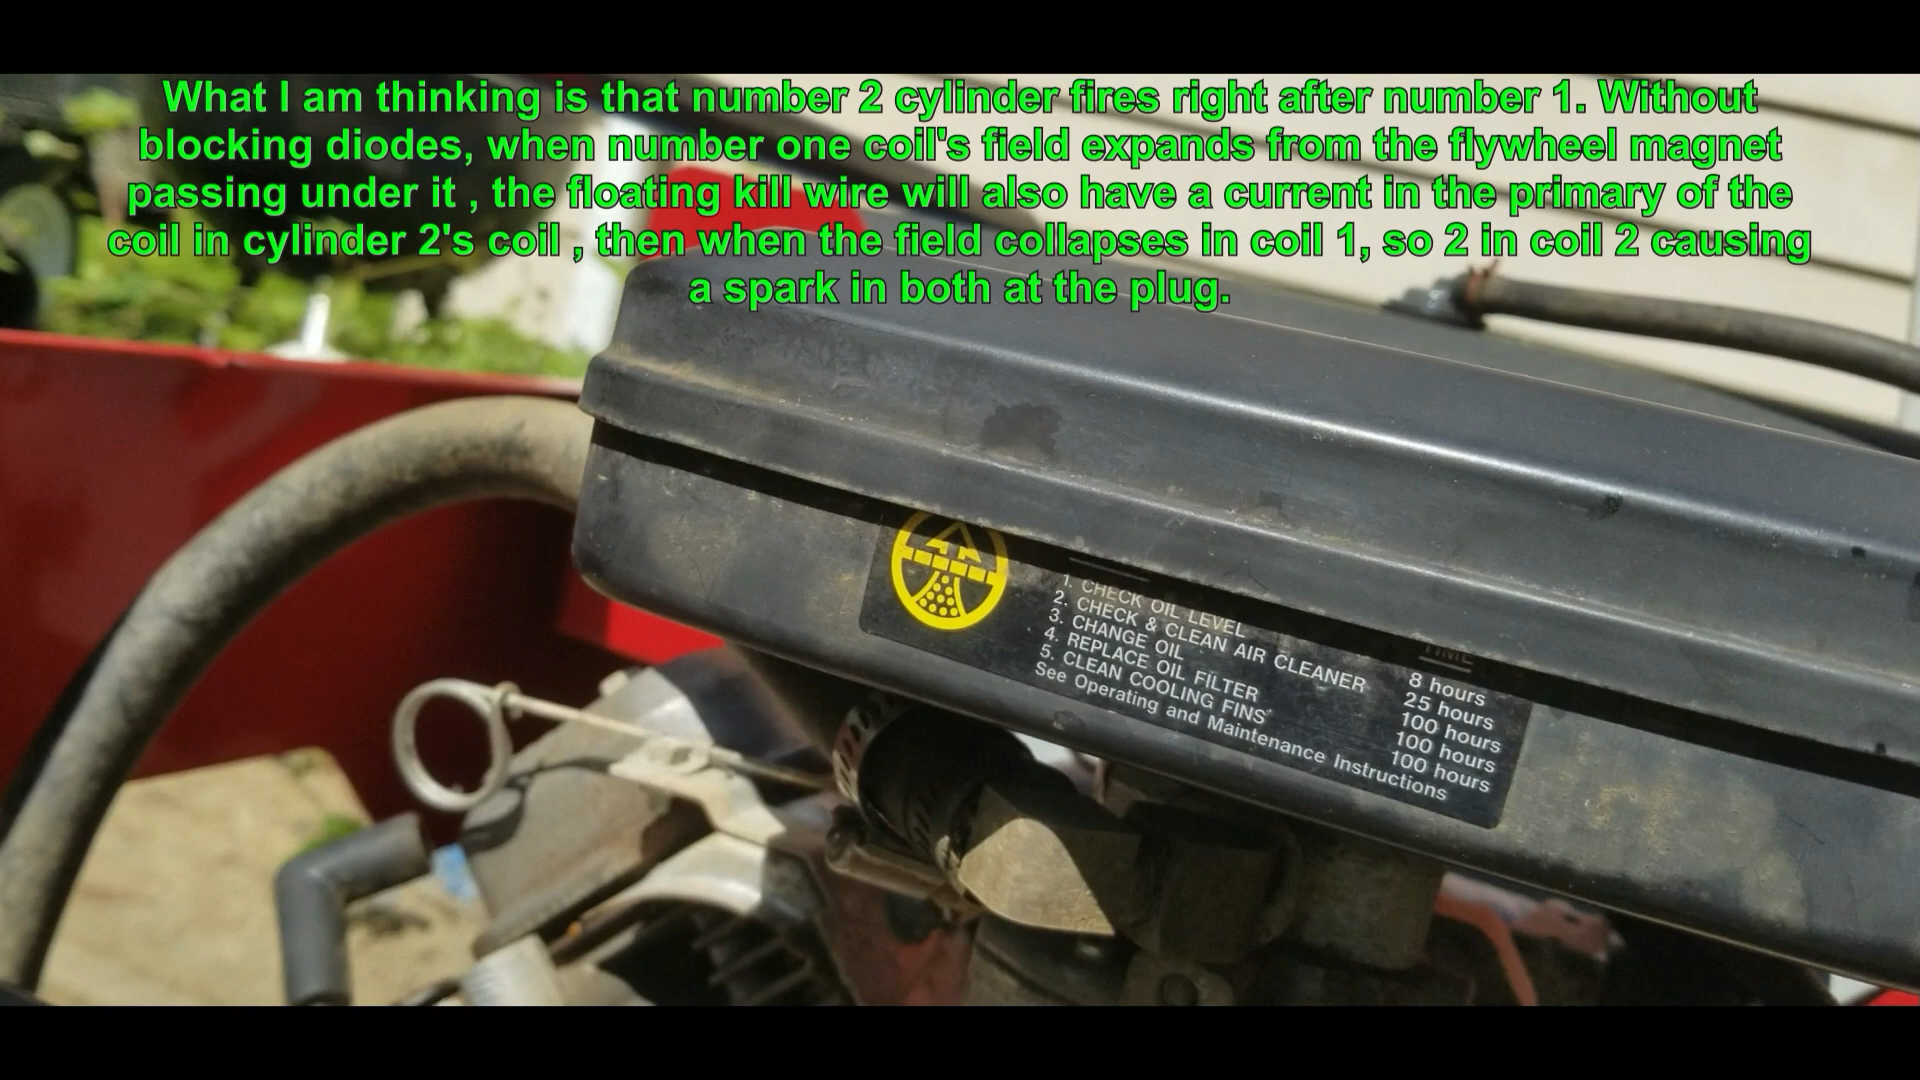 What I am thinking is that number 2 cylinder fires right after number 1. Without
blocking diodes, when number one coil's field expands from the flywheel magnet
passing under it , the floating kill wire will also have a current in the primary of the
coil in cylinder 2's coil , then when the field collapses in coil 1, so 2 in coil 2 causing
a spark in both at the plug.
TIME
1. CHECK OIL LEVEL 8 hours
2. CHECK & CLEAN AIR CLEANER 25 hours
3. CHANGE OIL 100 hours
4. REPLACE OIL FILTER 100 hours
5. CLEAN COOLING FINS 100 hours
See Operating and Maintenance Instructions